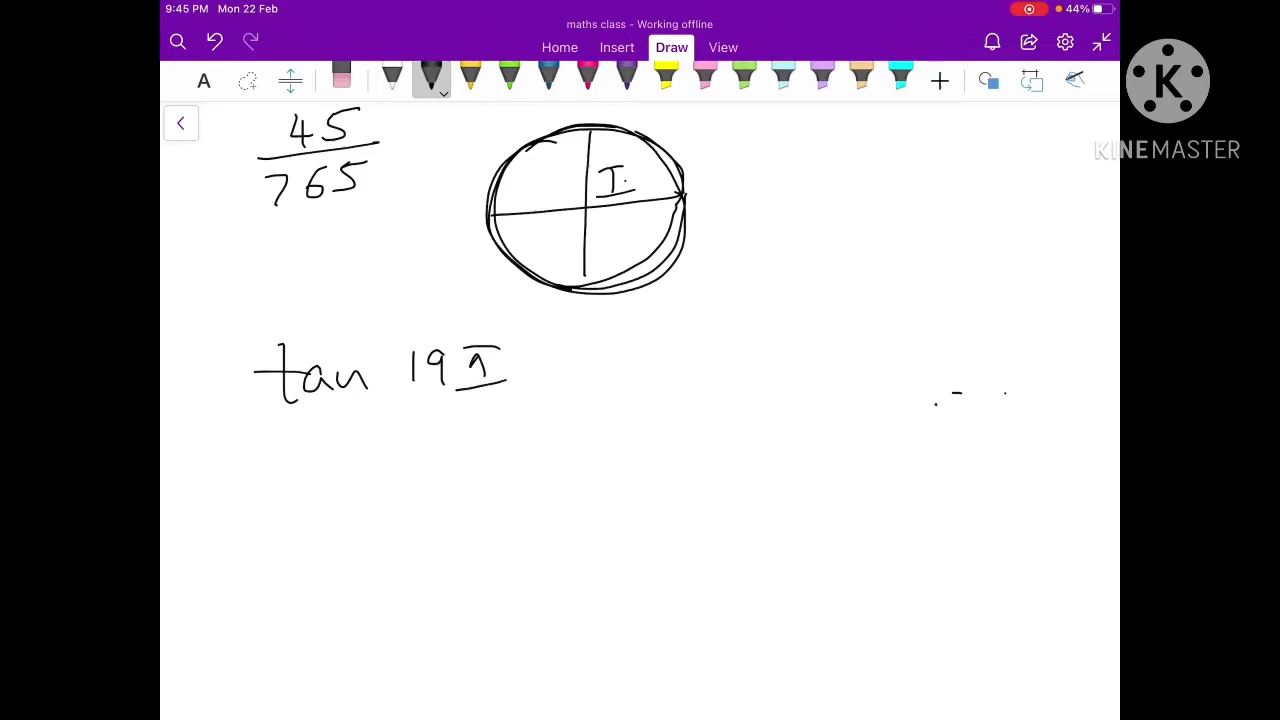 9:45 PM Mon 22 Feb
44%
maths class - Working offline
Home Insert Draw View
A
K
KINEMASTER
45
765
I
tan 19 π